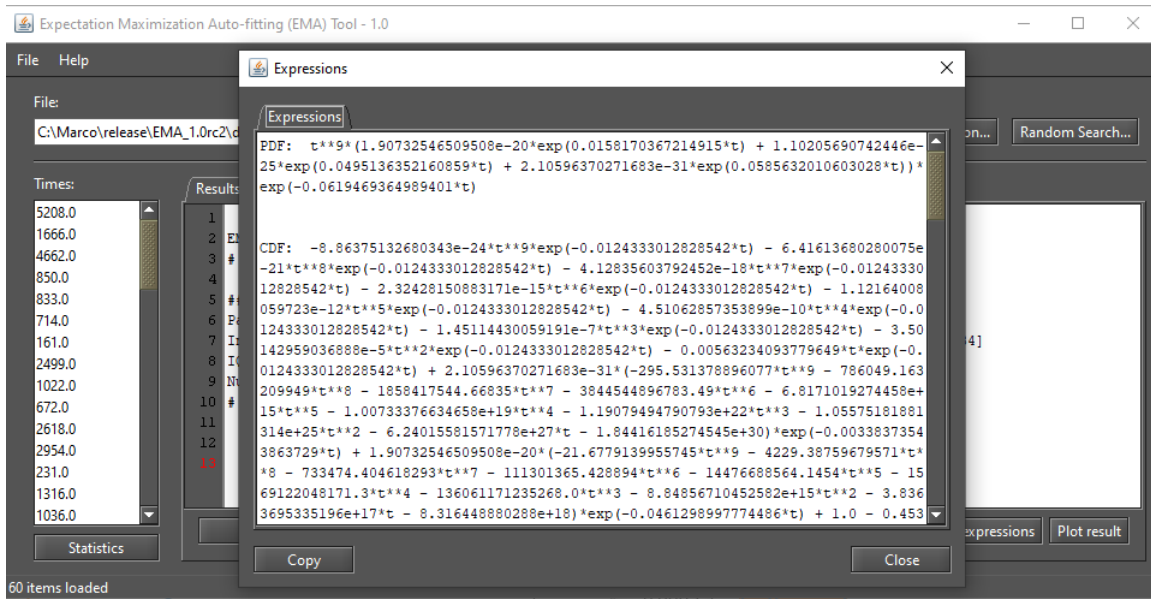 Expectation Maximization Auto-fitting (EMA) Tool - 1.0
File Help
File:
C:\Marco\release\EMA_1.0rc2\d
on...
Random Search...
Times:
5208.0
1666.0
4662.0
850.0
833.0
714.0
161.0
2499.0
1022.0
672.0
2618.0
2954.0
231.0
1316.0
1036.0
Statistics
60 items loaded
Results
1
2 E
3 #
4
5 #
6 Pa
7 I
8 I
9 N
10 #
11
12
13
4]
Expressions
Expressions
PDF:  t**9*(1.90732546509508e-20*exp(0.0158170367214915*t) + 1.10205690742446e-
25*exp(0.0495136352160859*t) + 2.10596370271683e-31*exp(0.0585632010603028*t))*
exp(-0.0619469364989401*t)
CDF:  -8.86375132680343e-24*t**9*exp(-0.0124333012828542*t) - 6.41613680280075e
-21*t**8*exp(-0.0124333012828542*t) - 4.12835603792452e-18*t**7*exp(-0.01243330
12828542*t) - 2.32428150883171e-15*t**6*exp(-0.0124333012828542*t) - 1.12164008
059723e-12*t**5*exp(-0.0124333012828542*t) - 4.51062857353899e-10*t**4*exp(-0.0
124333012828542*t) - 1.45114430059191e-7*t**3*exp(-0.0124333012828542*t) - 3.50
142959036888e-5*t**2*exp(-0.0124333012828542*t) - 0.00563234093779649*t*exp(-0.
0124333012828542*t) + 2.10596370271683e-31*(-295.531378896077*t**9 - 786049.163
209949*t**8 - 1858417544.66835*t**7 - 3844544896783.49*t**6 - 6.8171019274458e+
15*t**5 - 1.00733376634658e+19*t**4 - 1.19079494790793e+22*t**3 - 1.05575181881
314e+25*t**2 - 6.24015581571778e+27*t - 1.84416185274545e+30)*exp(-0.0033837354
3863729*t) + 1.90732546509508e-20*(-21.6779139955745*t**9 - 4229.38759679571*t*
*8 - 733474.404618293*t**7 - 111301365.428894*t**6 - 14476688564.1454*t**5 - 15
69122048171.3*t**4 - 136061171235268.0*t**3 - 8.84856710452582e+15*t**2 - 3.836
3695335196e+17*t - 8.316448880288e+18)*exp(-0.0461298997774486*t) + 1.0 - 0.453
Copy
Close
expressions
Plot result